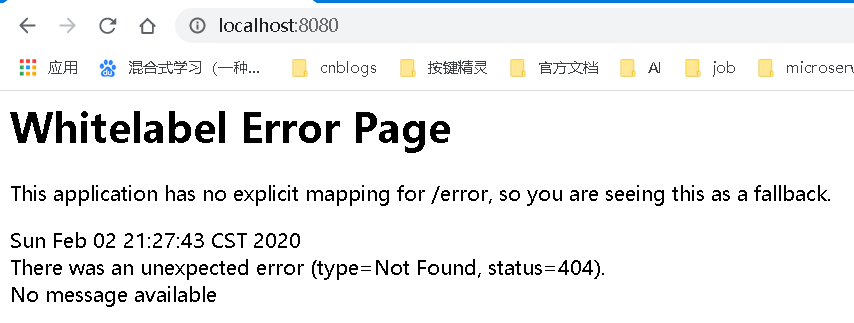 localhost:8080
应用 混合式学习（一种... cnblogs 按键精灵 官方文档 AI job microserv
Whitelabel Error Page
This application has no explicit mapping for /error, so you are seeing this as a fallback.
Sun Feb 02 21:27:43 CST 2020
There was an unexpected error (type=Not Found, status=404).
No message available